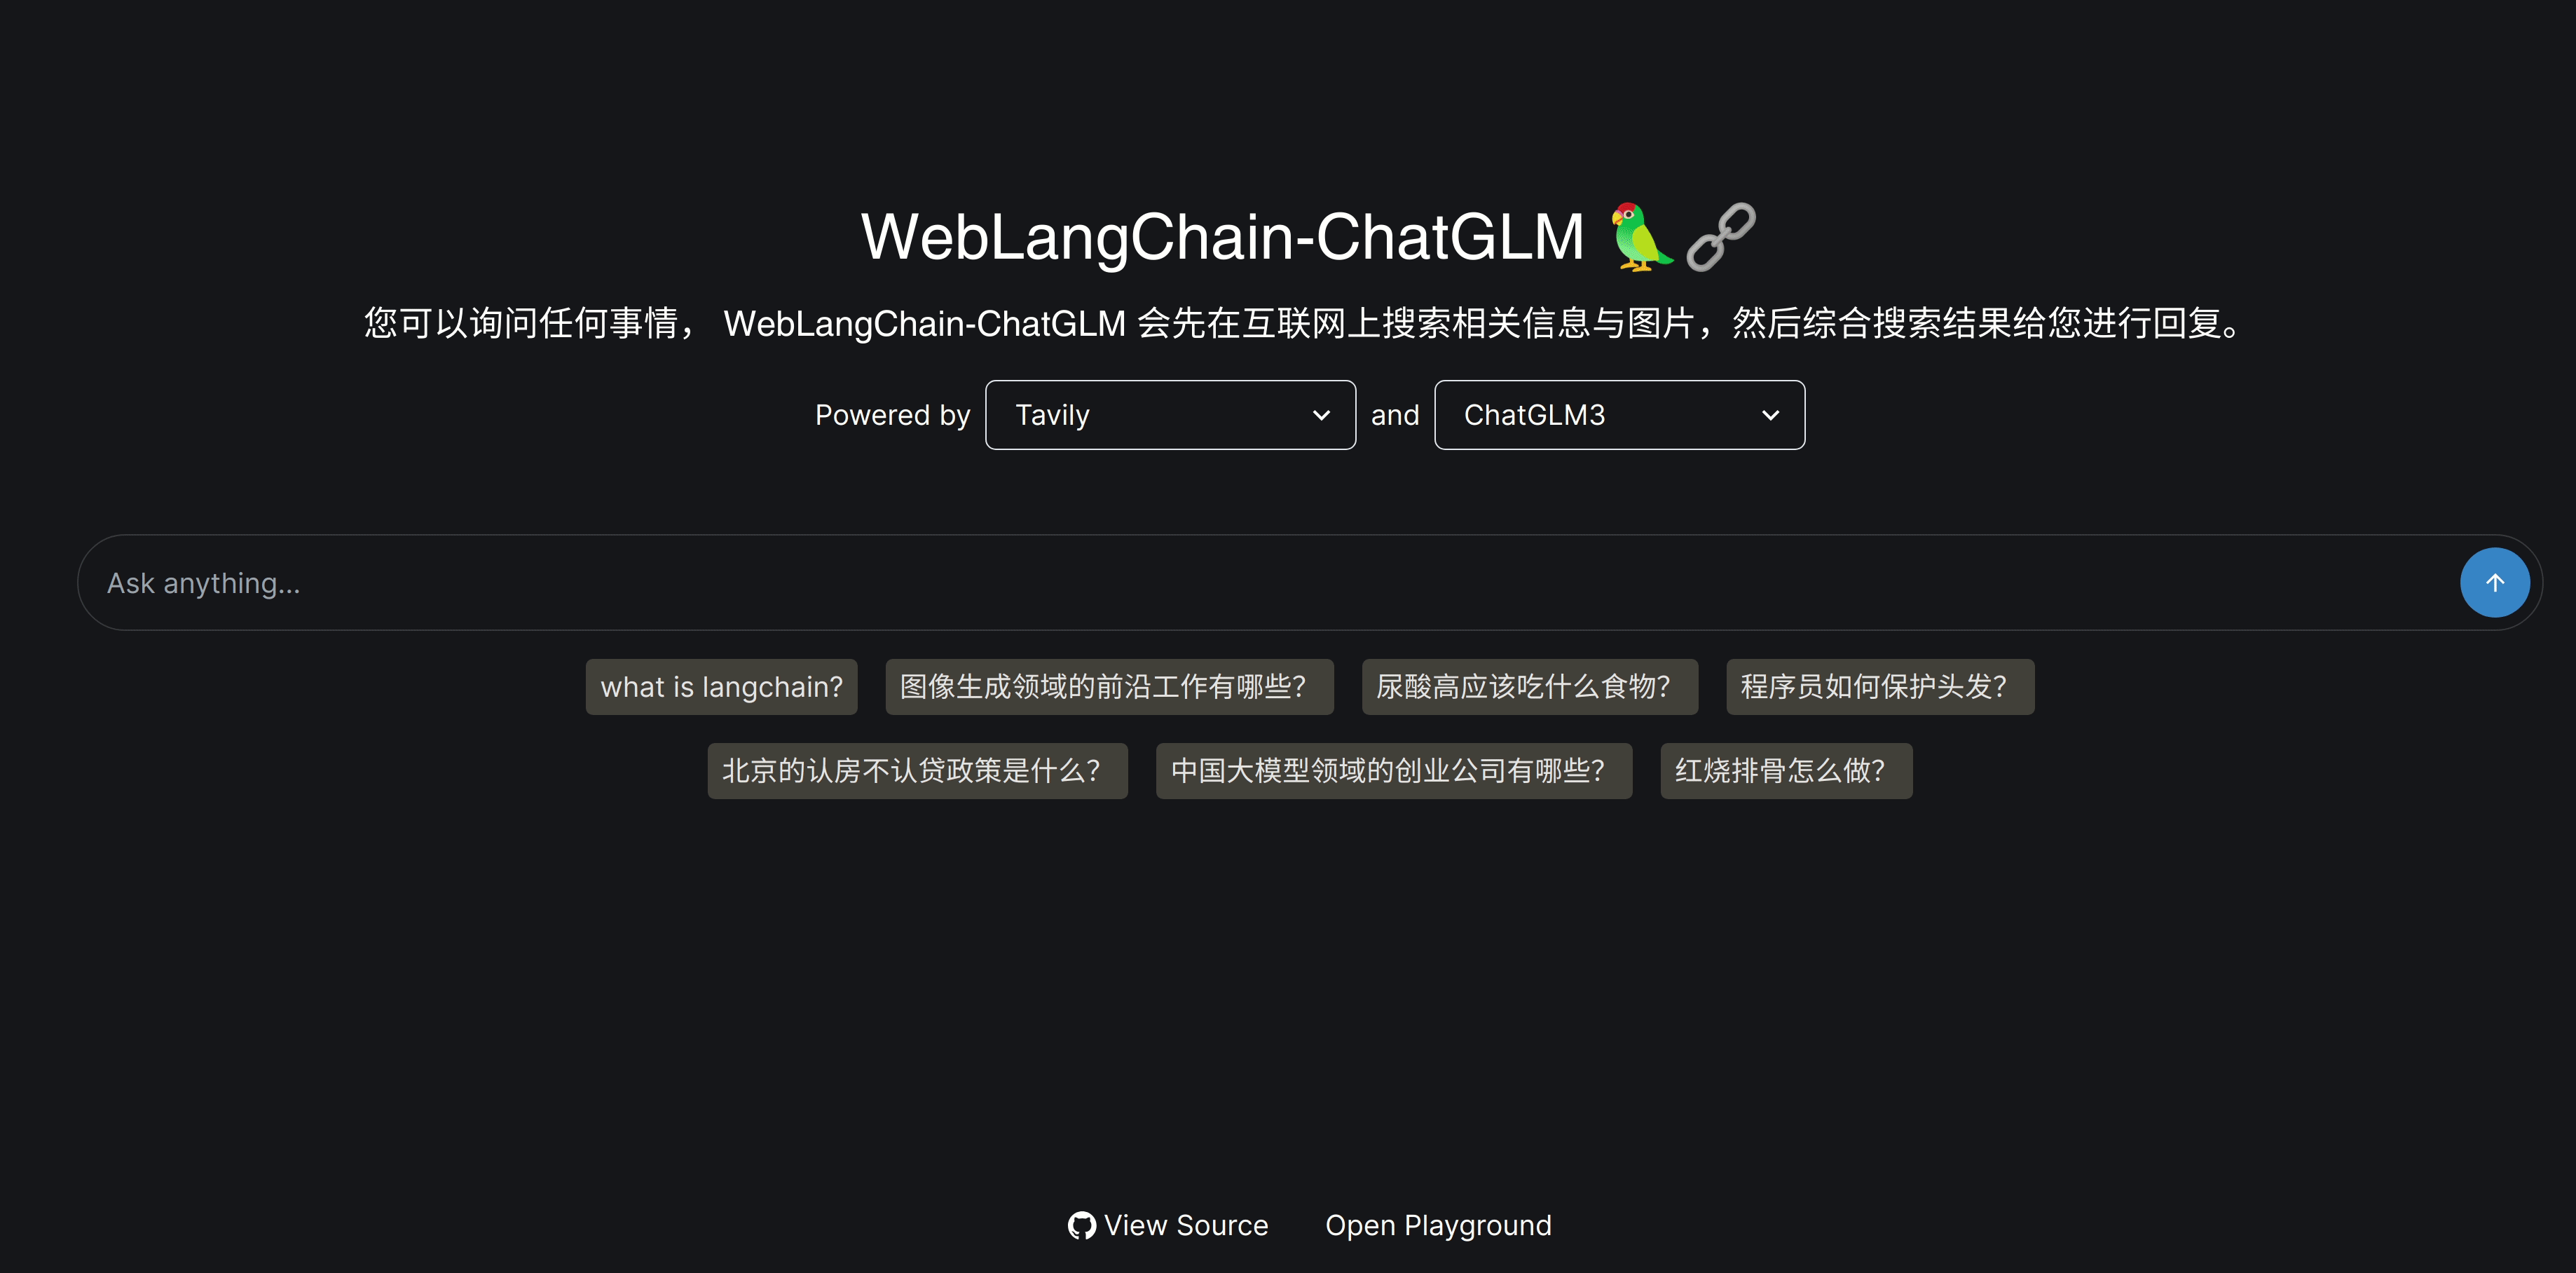 WebLangChain-ChatGLM 🦜🔗
您可以询问任何事情， WebLangChain-ChatGLM 会先在互联网上搜索相关信息与图片，然后综合搜索结果给您进行回复。
Powered by Tavily and ChatGLM3
Ask anything...
what is langchain? 图像生成领域的前沿工作有哪些？ 尿酸高应该吃什么食物？ 程序员如何保护头发？
北京的认房不认贷政策是什么？ 中国大模型领域的创业公司有哪些？ 红烧排骨怎么做？
View Source Open Playground